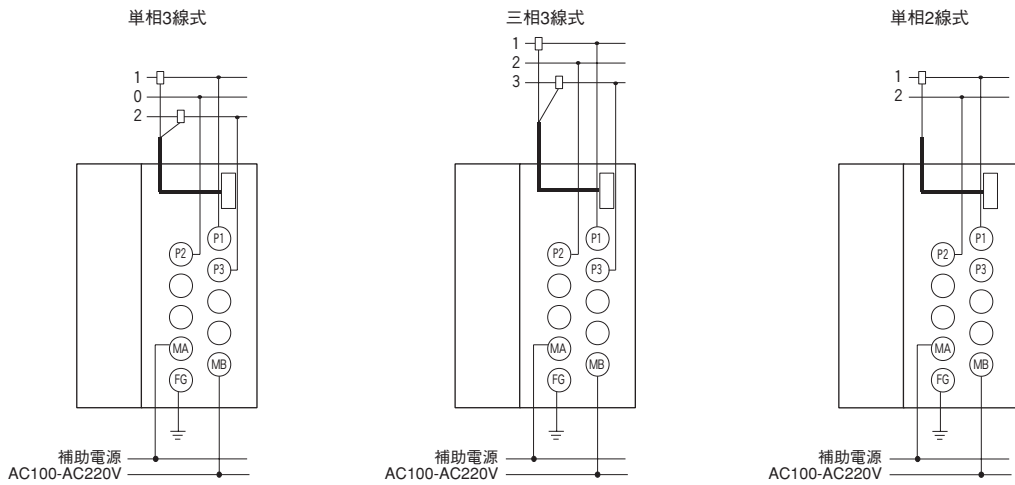 単相3線式
1
0
2
P1
P2
P3
MA
MB
FG
補助電源
AC100-AC220V
三相3線式
1
2
3
P1
P2
P3
MA
MB
FG
補助電源
AC100-AC220V
単相2線式
1
2
P1
P2
P3
MA
MB
FG
補助電源
AC100-AC220V